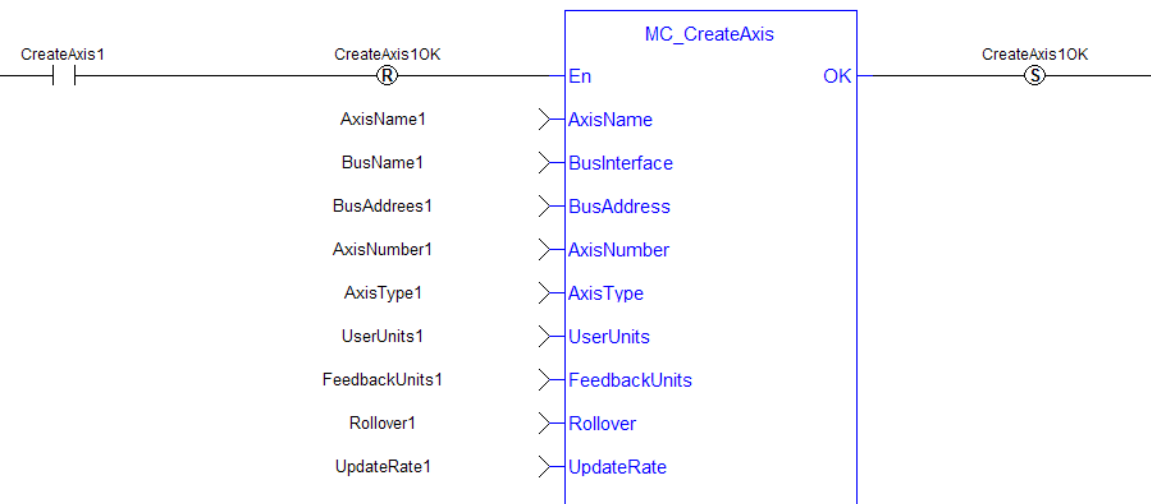 MC_CreateAxis
CreateAxis1 CreateAxis1OK CreateAxis1OK
R En OK S
AxisName1 AxisName
BusName1 BusInterface
BusAddrees1 BusAddress
AxisNumber1 AxisNumber
AxisType1 AxisType
UserUnits1 UserUnits
FeedbackUnits1 FeedbackUnits
Rollover1 Rollover
UpdateRate1 UpdateRate